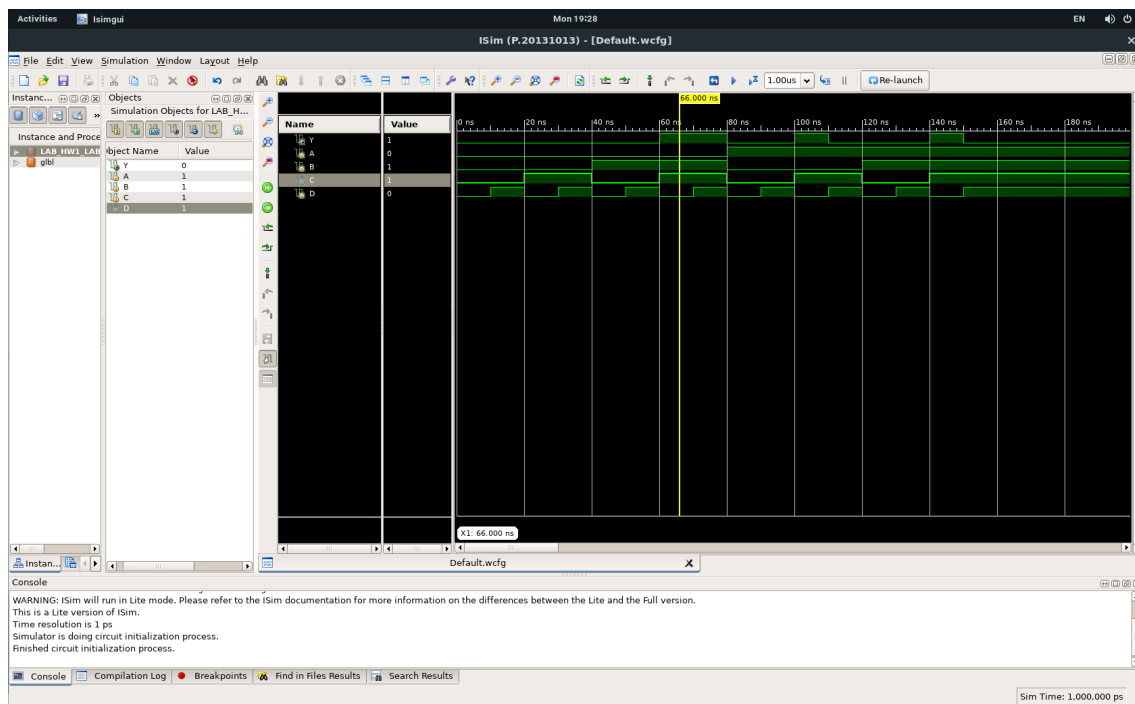 Activities Isimgui Mon 19:28 EN
ISim (P.20131013) - [Default.wcfg]
File Edit View Simulation Window Layout Help
1.00us Re-launch
Instanc... Objects
Simulation Objects for LAB_H...
Instance and Proce
LAB_HW1_LAB
glbl
bject Name Value
Y 0
A 1
B 1
C 1
D 1
Name Value
Y 1
A 0
B 1
C 1
D 0
66.000 ns
0 ns 20 ns 40 ns 60 ns 80 ns 100 ns 120 ns 140 ns 160 ns 180 ns
X1: 66.000 ns
Instan...
Default.wcfg
Console
WARNING: ISim will run in Lite mode. Please refer to the ISim documentation for more information on the differences between the Lite and the Full version.
This is a Lite version of ISim.
Time resolution is 1 ps
Simulator is doing circuit initialization process.
Finished circuit initialization process.
Console Compilation Log Breakpoints Find in Files Results Search Results
Sim Time: 1,000,000 ps